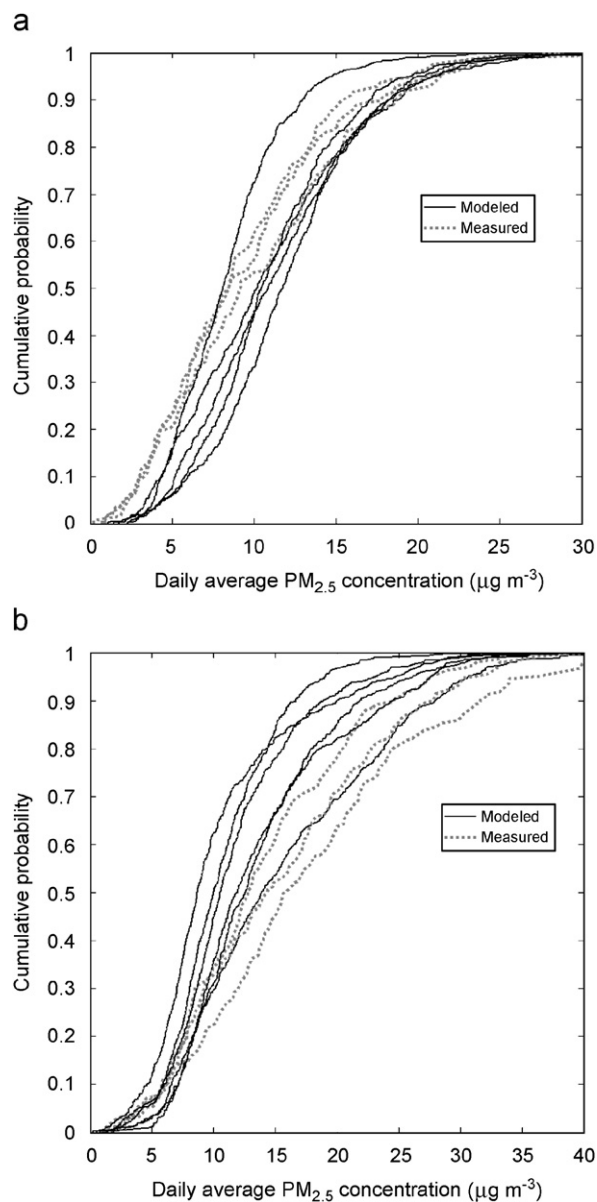 a
1
0.9
0.8
0.7
0.6
0.5
0.4
0.3
0.2
0.1
0
Cumulative probability
Modeled
Measured
0 5 10 15 20 25 30
Daily average PM2.5 concentration (μg m-3)
b
1
0.9
0.8
0.7
0.6
0.5
0.4
0.3
0.2
0.1
0
Cumulative probability
Modeled
Measured
0 5 10 15 20 25 30 35 40
Daily average PM2.5 concentration (μg m-3)